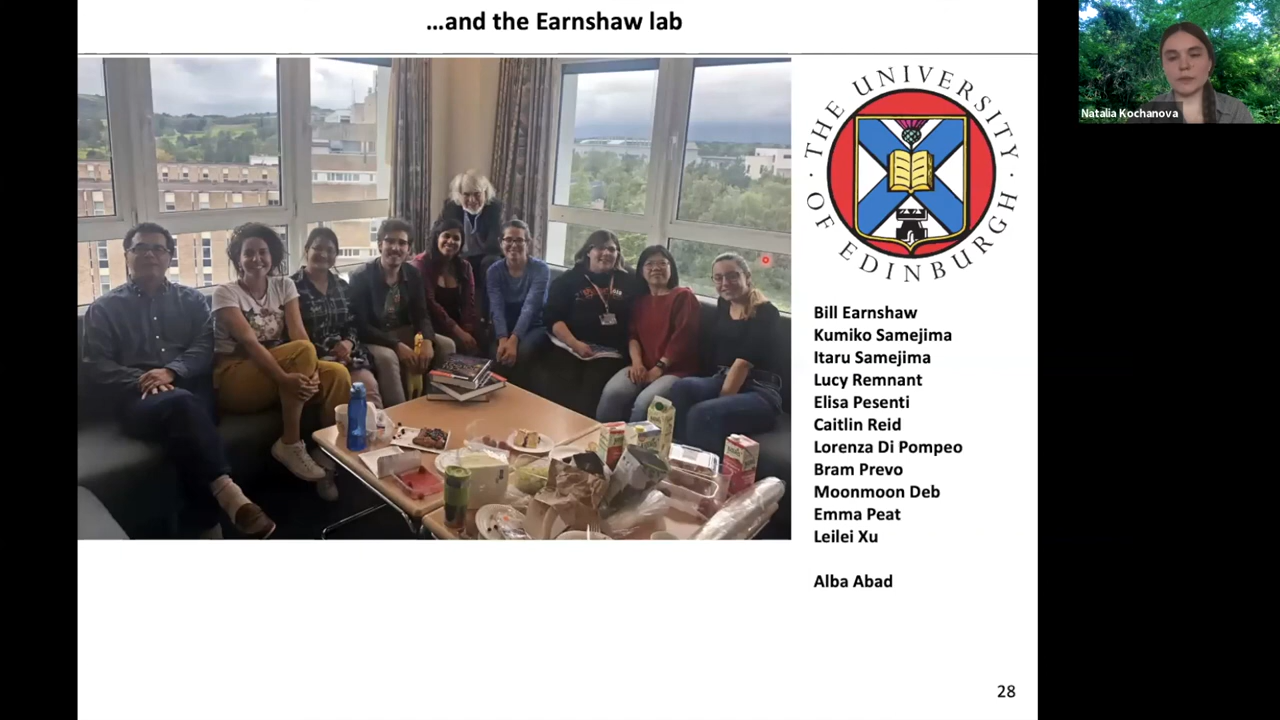 …and the Earnshaw lab
Natalia Kochanova
· THE UNIVERSITY ·
OF EDINBURGH
Bill Earnshaw
Kumiko Samejima
Itaru Samejima
Lucy Remnant
Elisa Pesenti
Caitlin Reid
Lorenza Di Pompeo
Bram Prevo
Moonmoon Deb
Emma Peat
Leilei Xu
Alba Abad
28